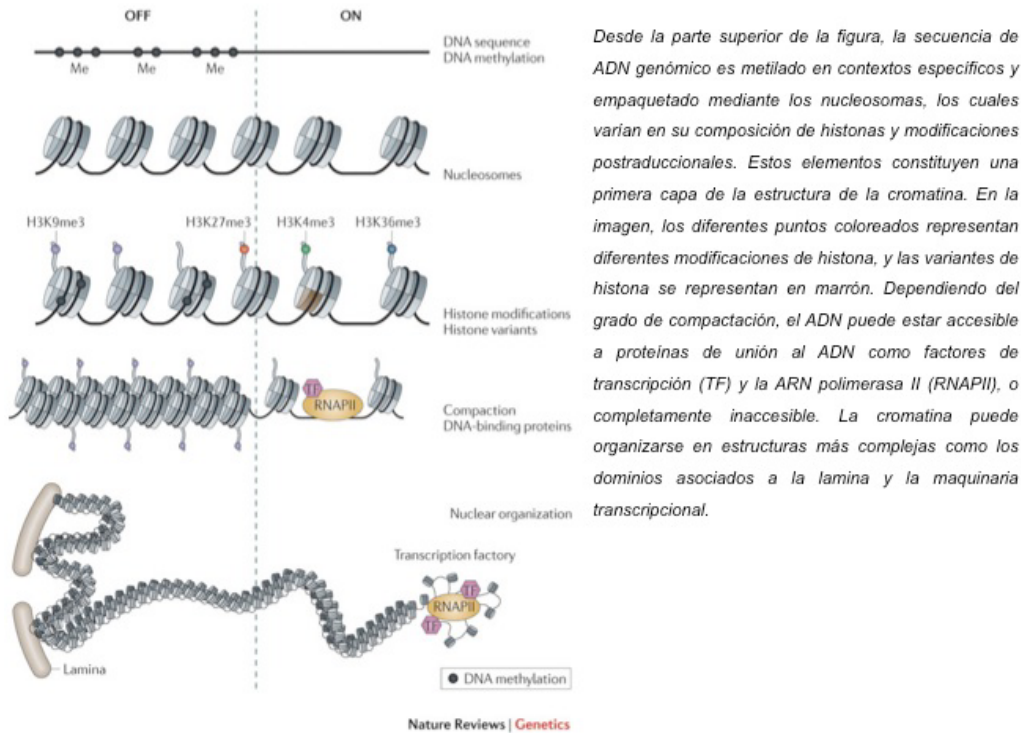 OFF
ON
DNA sequence
DNA methylation
Me
Me
Me
Nucleosomes
H3K9me3
H3K27me3
H3K4me3
H3K36me3
Histone modifications
Histone variants
TF
RNAPII
Compaction
DNA-binding proteins
Nuclear organization
Transcription factory
TF
RNAPII
TF
Lamina
DNA methylation
Nature Reviews | Genetics
Desde la parte superior de la figura, la secuencia de
ADN genómico es metilado en contextos específicos y
empaquetado mediante los nucleosomas, los cuales
varían en su composición de histonas y modificaciones
postraduccionales. Estos elementos constituyen una
primera capa de la estructura de la cromatina. En la
imagen, los diferentes puntos coloreados representan
diferentes modificaciones de histona, y las variantes de
histona se representan en marrón. Dependiendo del
grado de compactación, el ADN puede estar accesible
a proteínas de unión al ADN como factores de
transcripción (TF) y la ARN polimerasa II (RNAPII), o
completamente inaccesible. La cromatina puede
organizarse en estructuras más complejas como los
dominios asociados a la lamina y la maquinaria
transcripcional.